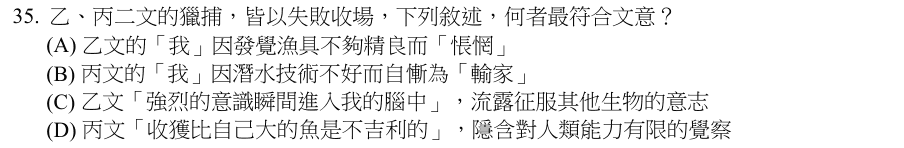 35. 乙、丙二文的獵捕，皆以失敗收場，下列敘述，何者最符合文意？
(A) 乙文的「我」因發覺漁具不夠精良而「悵惘」
(B) 丙文的「我」因潛水技術不好而自慚為「輸家」
(C) 乙文「強烈的意識瞬間進入我的腦中」，流露征服其他生物的意志
(D) 丙文「收獲比自己大的魚是不吉利的」，隱含對人類能力有限的覺察